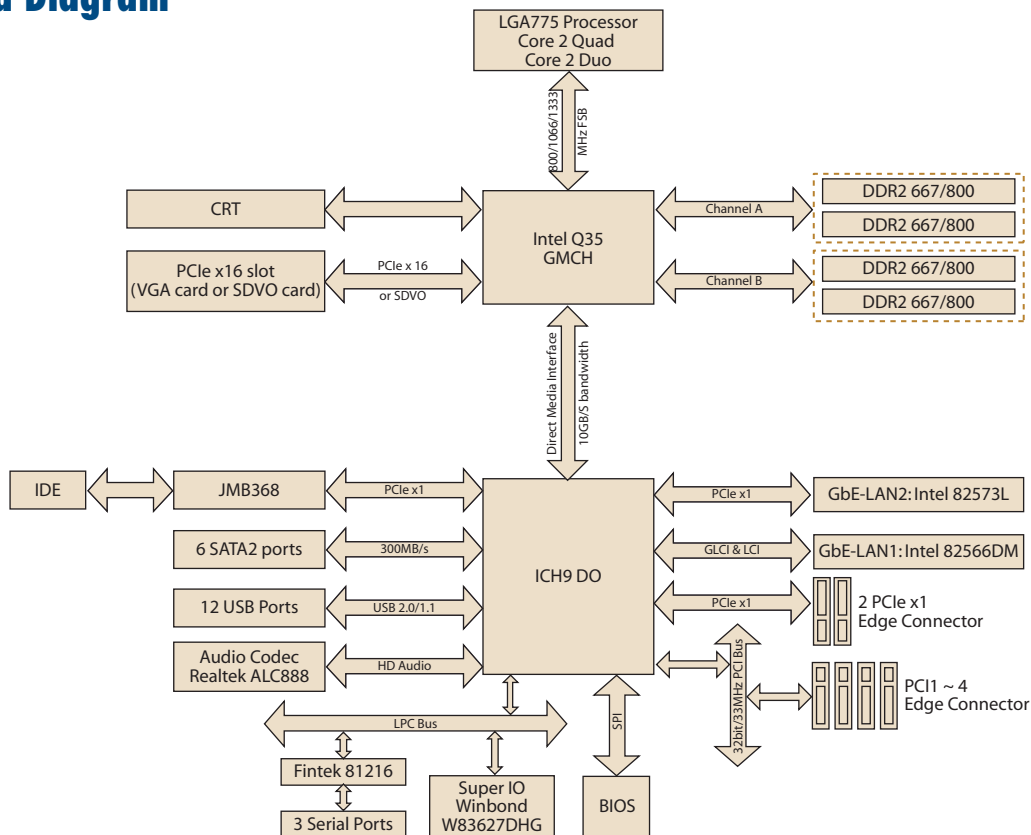 Diagram
LGA775 Processor
Core 2 Quad
Core 2 Duo
800/1066/1333
MHz FSB
CRT
PCIe x16 slot
(VGA card or SDVO card)
PCIe x 16
or SDVO
Intel Q35
GMCH
Channel A
Channel B
DDR2 667/800
DDR2 667/800
DDR2 667/800
DDR2 667/800
Direct Media Interface
10GB/S bandwidth
IDE
JMB368
PCIe x1
6 SATA2 ports
300MB/s
12 USB Ports
USB 2.0/1.1
Audio Codec
Realtek ALC888
HD Audio
ICH9 DO
PCIe x1
GbE-LAN2: Intel 82573L
GLCI & LCI
GbE-LAN1: Intel 82566DM
PCIe x1
2 PCIe x1
Edge Connector
32bit/33MHz PCI Bus
PCI1 ~ 4
Edge Connector
LPC Bus
SPI
Fintek 81216
3 Serial Ports
Super IO
Winbond
W83627DHG
BIOS